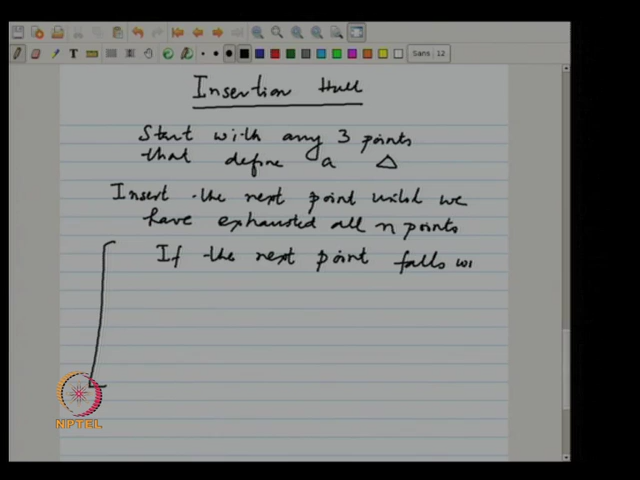 Sans 12
Insertion Hull
Start with any 3 points
that define a Δ
Insert the next point until we
have exhausted all n points
If the next point falls wi
NPTEL